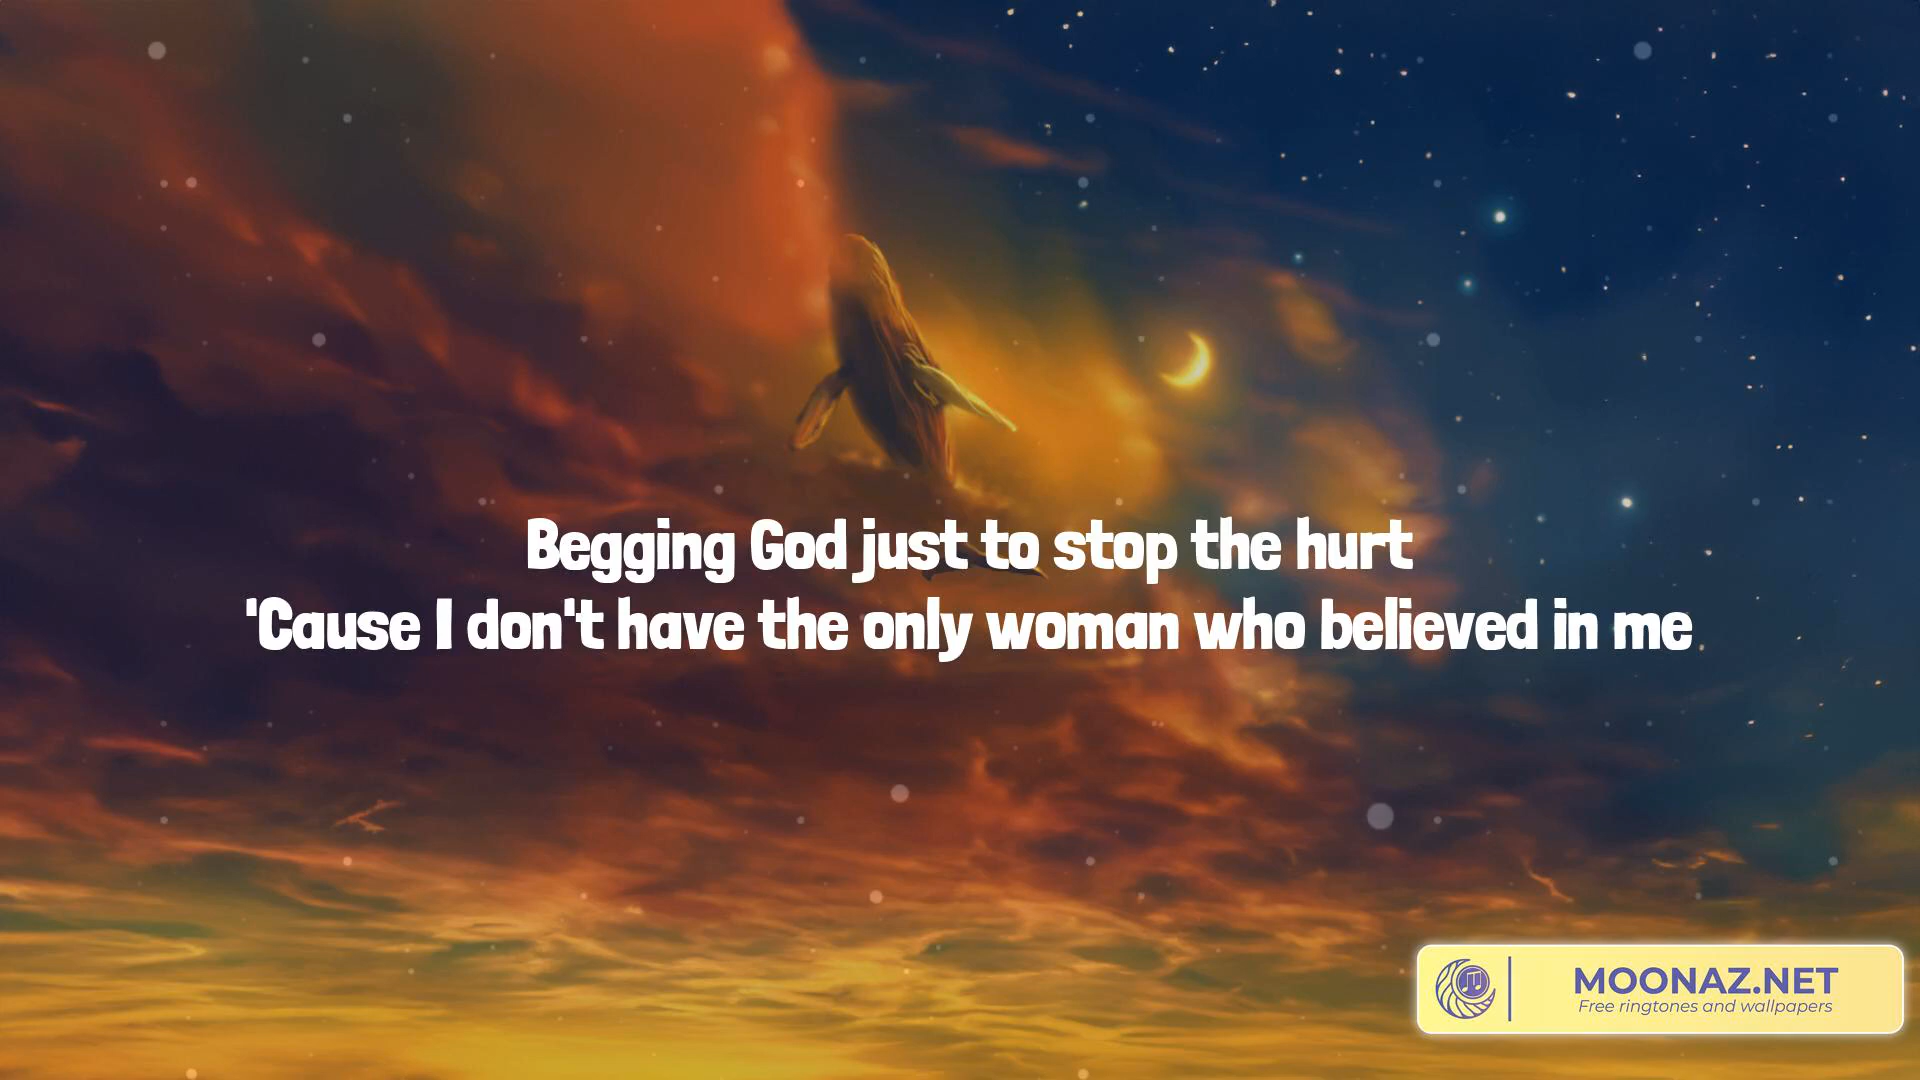 Begging God just to stop the hurt
'Cause I don't have the only woman who believed in me
MOONAZ.NET
Free ringtones and wallpapers